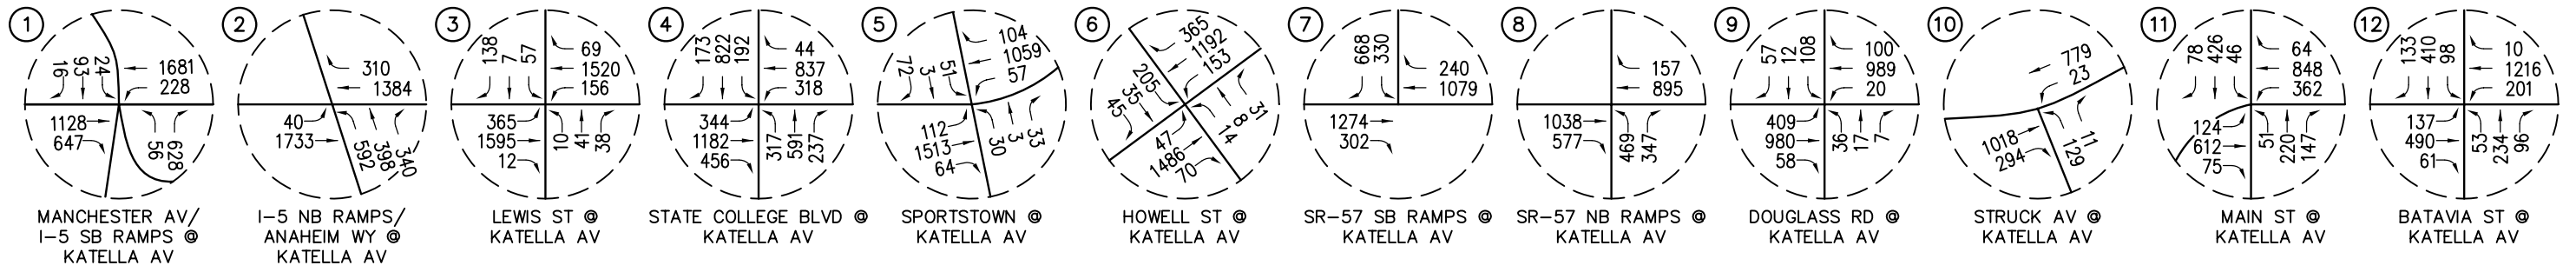 1
16 93 24
1681
228
1128
647
56 628
MANCHESTER AV/
I-5 SB RAMPS @
KATELLA AV
2
310
1384
40
1733
592 398 340
I-5 NB RAMPS/
ANAHEIM WY @
KATELLA AV
3
138 7 57
69
1520
156
365
1595
12
10 41 38
LEWIS ST @
KATELLA AV
4
173 822 192
44
837
318
344
1182
456
317 591 237
STATE COLLEGE BLVD @
KATELLA AV
5
72 3 51
104
1059
57
112
1513
64
30 3 33
SPORTSTOWN @
KATELLA AV
6
45 35 205
365
1192
153
47
1486
70
14 8 31
HOWELL ST @
KATELLA AV
7
668 330
240
1079
1274
302
SR-57 SB RAMPS @
KATELLA AV
8
157
895
1038
577
469 347
SR-57 NB RAMPS @
KATELLA AV
9
57 12 108
100
989
20
409
980
58
36 17 7
DOUGLASS RD @
KATELLA AV
10
779
23
1018
294
129 11
STRUCK AV @
KATELLA AV
11
78 426 46
64
848
362
124
612
75
51 220 147
MAIN ST @
KATELLA AV
12
133 410 98
10
1216
201
137
490
61
53 234 96
BATAVIA ST @
KATELLA AV